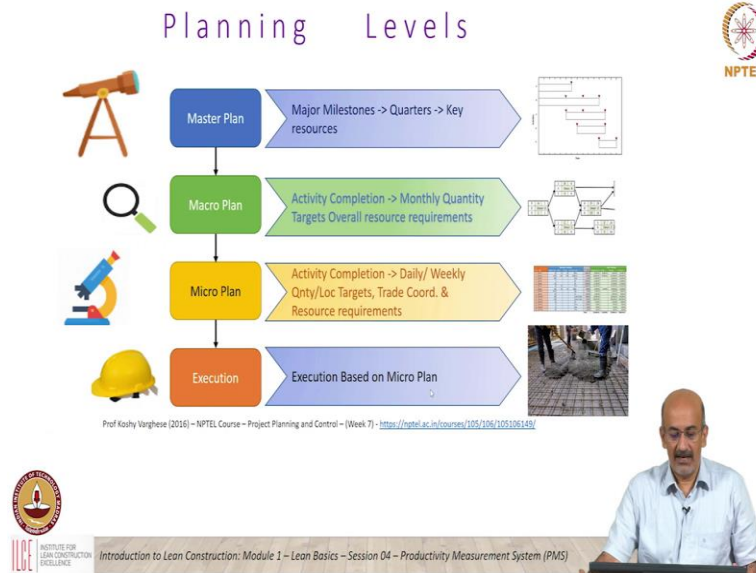 Planning Levels
NPTEL
Master Plan
Major Milestones -> Quarters -> Key
resources
Macro Plan
Activity Completion -> Monthly Quantity
Targets Overall resource requirements
Micro Plan
Activity Completion -> Daily/ Weekly
Qnty/Loc Targets, Trade Coord. &
Resource requirements
Execution
Execution Based on Micro Plan
Prof Koshy Varghese (2016) – NPTEL Course – Project Planning and Control – (Week 7) - https://nptel.ac.in/courses/105/106/105106149/
ILCE
INSTITUTE FOR
LEAN CONSTRUCTION
EXCELLENCE
Introduction to Lean Construction: Module 1 – Lean Basics – Session 04 – Productivity Measurement System (PMS)